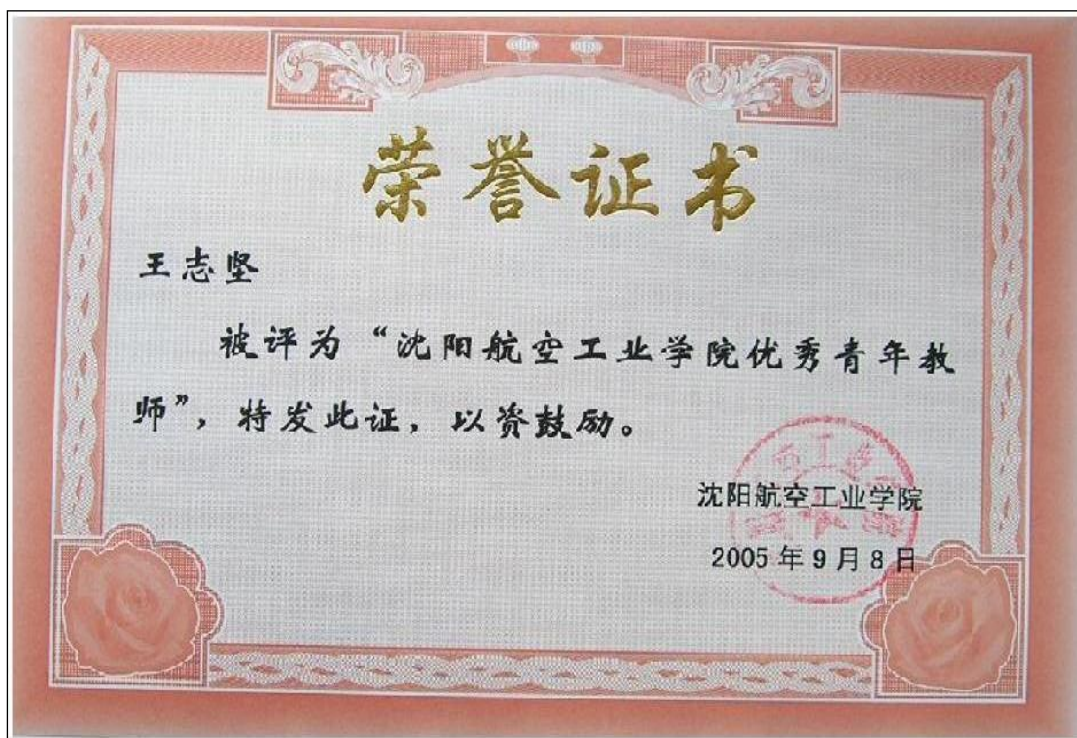 荣誉证书
王志坚
被评为“沈阳航空工业学院优秀青年教
师”，特发此证，以资鼓励。
沈阳航空工业学院
2005年9月8日